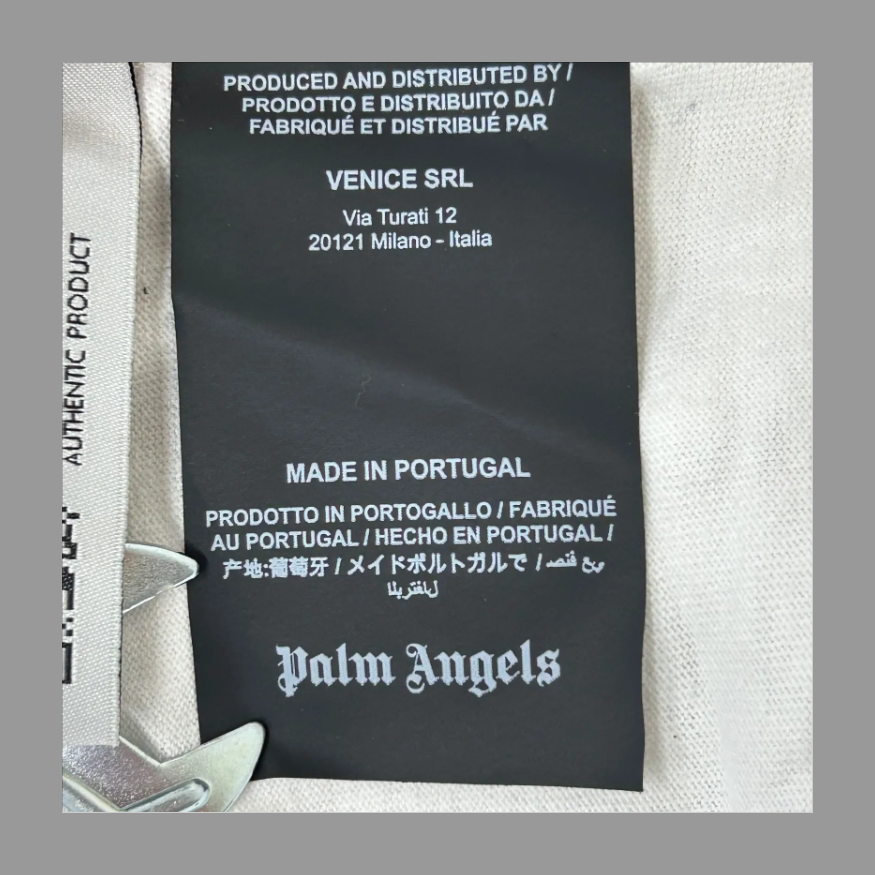 PRODUCED AND DISTRIBUTED BY /
PRODOTTO E DISTRIBUITO DA /
FABRIQUÉ ET DISTRIBUÉ PAR
VENICE SRL
Via Turati 12
20121 Milano - Italia
MADE IN PORTUGAL
PRODOTTO IN PORTOGALLO / FABRIQUÉ
AU PORTUGAL / HECHO EN PORTUGAL /
产地:葡萄牙 / メイドポルトガルで /
Palm Angels
AUTHENTIC PRODUCT